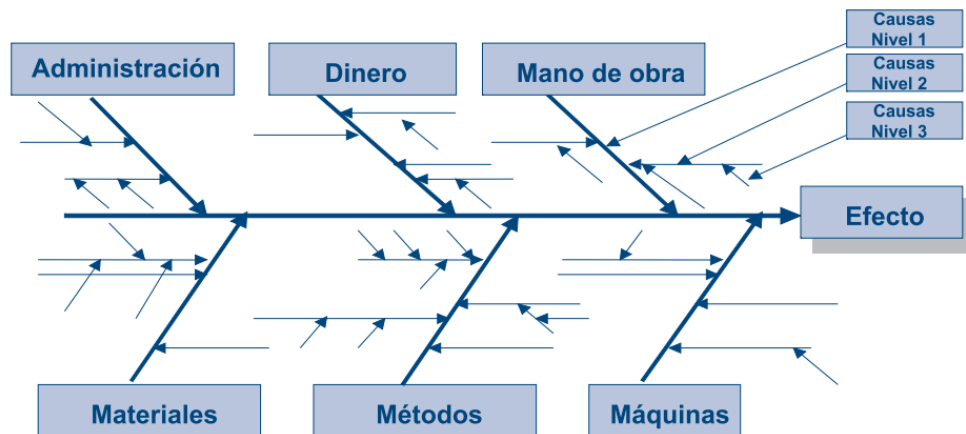 Causas
Nivel 1
Administración
Dinero
Mano de obra
Causas
Nivel 2
Causas
Nivel 3
Efecto
Materiales
Métodos
Máquinas